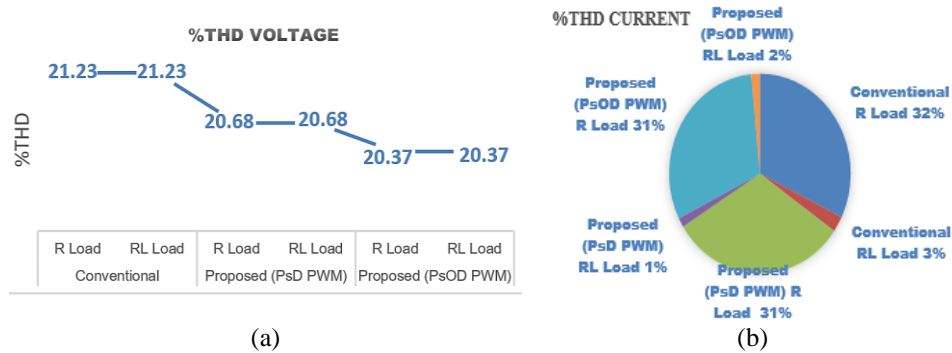 %THD VOLTAGE
21.23
21.23
20.68
20.68
20.37
20.37
%THD
R Load RL Load R Load RL Load R Load RL Load
Conventional Proposed (PsD PWM) Proposed (PsOD PWM)
(a)
%THD CURRENT
Proposed
(PsOD PWM)
RL Load 2%
Conventional
R Load 32%
Proposed
(PsOD PWM)
R Load 31%
Proposed
(PsD PWM)
RL Load 1%
Proposed
(PsD PWM) R
Load 31%
Conventional
RL Load 3%
(b)